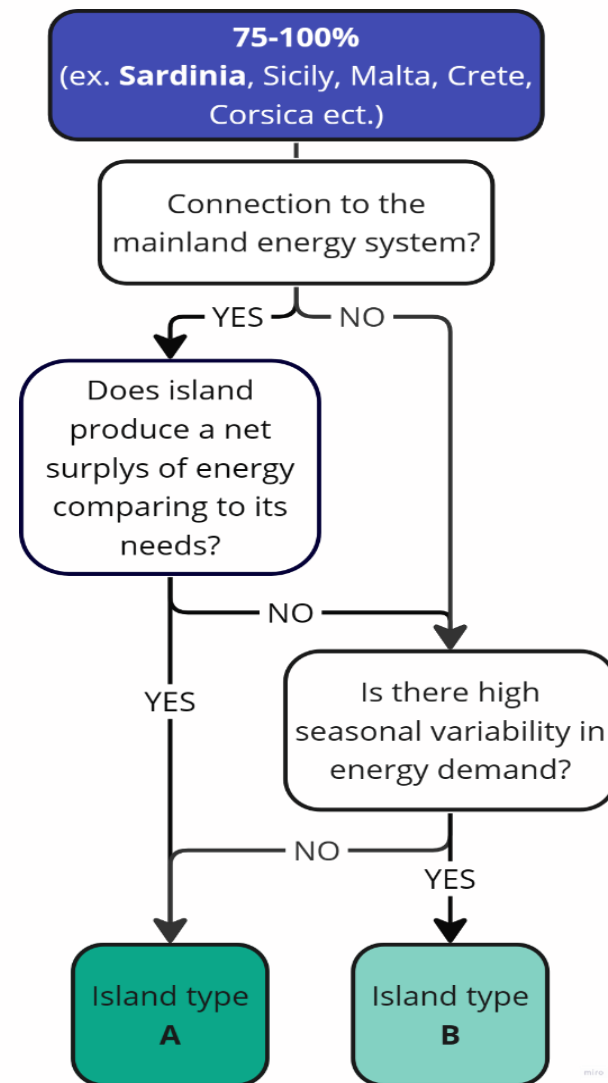 75-100%
(ex. Sardinia, Sicily, Malta, Crete,
Corsica ect.)
Connection to the
mainland energy system?
YES
NO
Does island
produce a net
surplys of energy
comparing to its
needs?
NO
YES
Is there high
seasonal variability in
energy demand?
NO
YES
Island type
A
Island type
B
miro